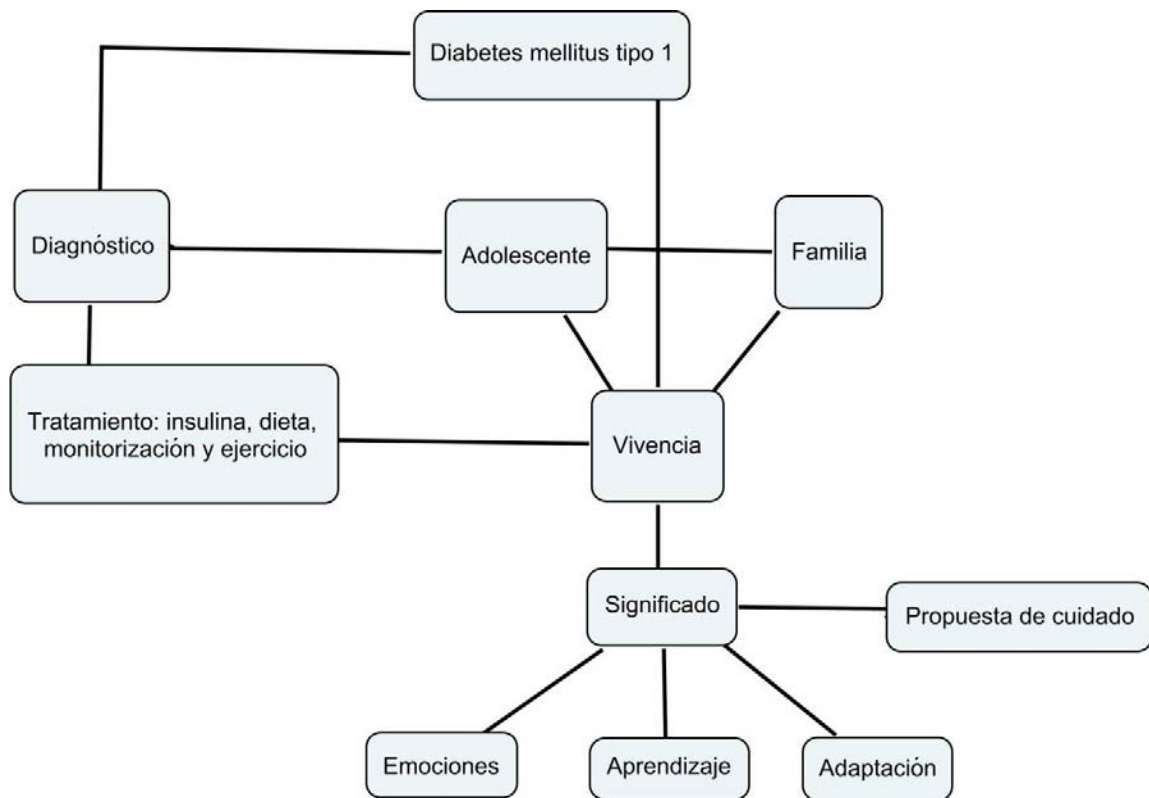 Diabetes mellitus tipo 1
Diagnóstico
Adolescente
Familia
Tratamiento: insulina, dieta,
monitorización y ejercicio
Vivencia
Significado
Propuesta de cuidado
Emociones
Aprendizaje
Adaptación